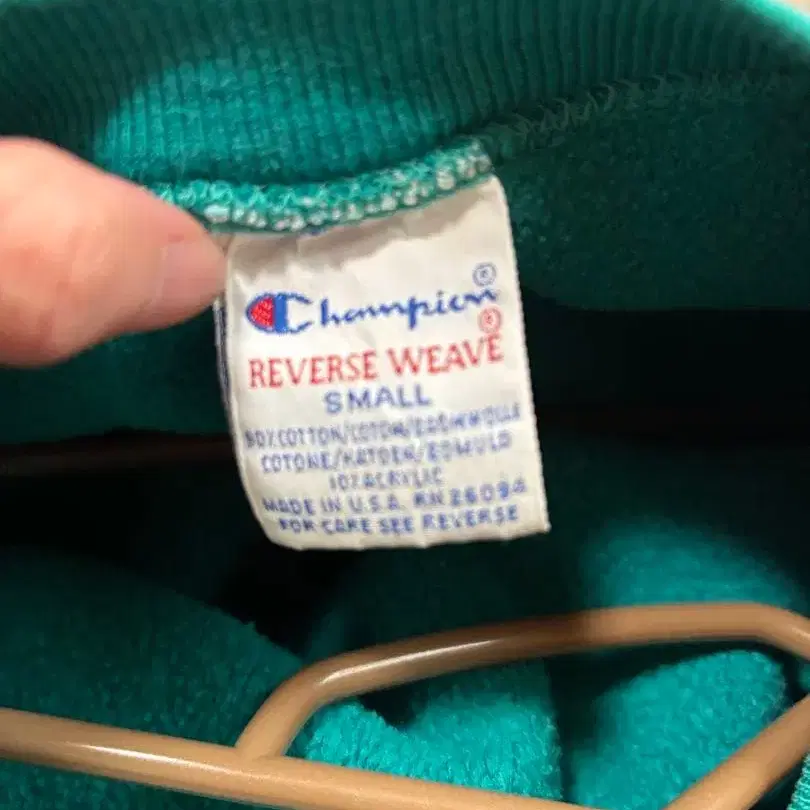 Champion®
REVERSE WEAVE®
SMALL
90% COTTON/COTON/BAUMWOLLE
COTONE/KATOEN/BOMULD
10% ACRYLIC
MADE IN U.S.A. RN 26094
FOR CARE SEE REVERSE